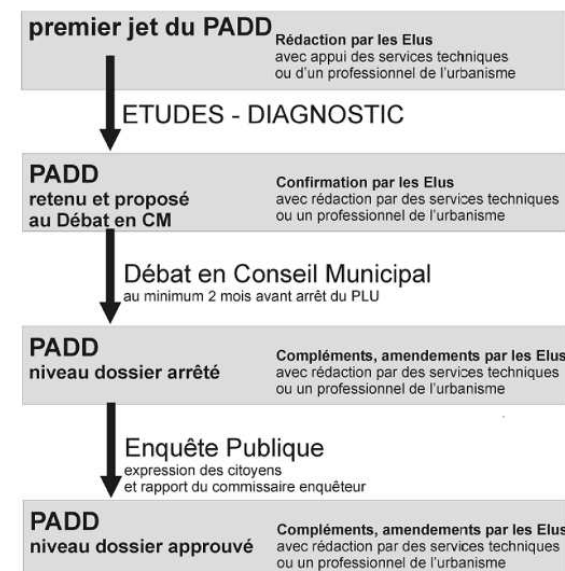 premier jet du PADD
Rédaction par les Elus
avec appui des services techniques
ou d'un professionnel de l'urbanisme
ETUDES - DIAGNOSTIC
PADD
retenu et proposé
au Débat en CM
Confirmation par les Elus
avec rédaction par des services techniques
ou un professionnel de l'urbanisme
Débat en Conseil Municipal
au minimum 2 mois avant arrêt du PLU
PADD
niveau dossier arrêté
Compléments, amendements par les Elus
avec rédaction par des services techniques
ou un professionnel de l'urbanisme
Enquête Publique
expression des citoyens
et rapport du commissaire enquêteur
PADD
niveau dossier approuvé
Compléments, amendements par les Elus
avec rédaction par des services techniques
ou un professionnel de l'urbanisme